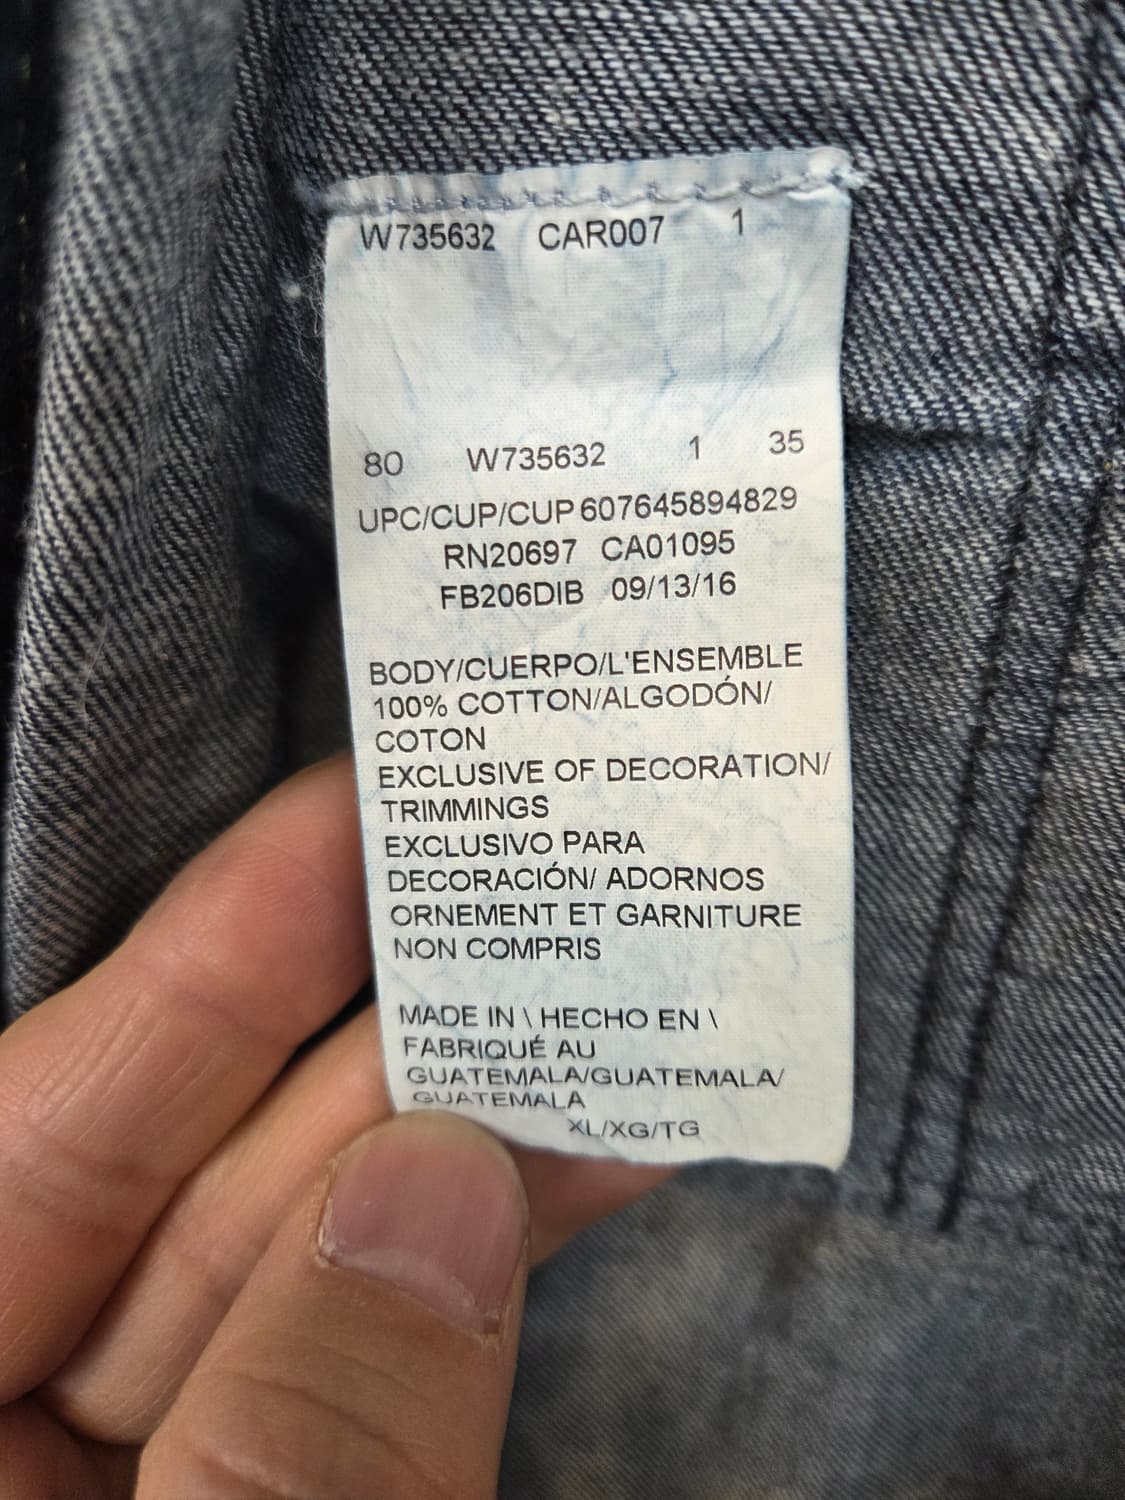 W735632 CAR007 1
80 W735632 1 35
UPC/CUP/CUP 607645894829
RN20697 CA01095
FB206DIB 09/13/16
BODY/CUERPO/L'ENSEMBLE
100% COTTON/ALGODÓN/
COTON
EXCLUSIVE OF DECORATION/
TRIMMINGS
EXCLUSIVO PARA
DECORACIÓN/ ADORNOS
ORNEMENT ET GARNITURE
NON COMPRIS
MADE IN \ HECHO EN \
FABRIQUÉ AU
GUATEMALA/GUATEMALA/
GUATEMALA
XL/XG/TG